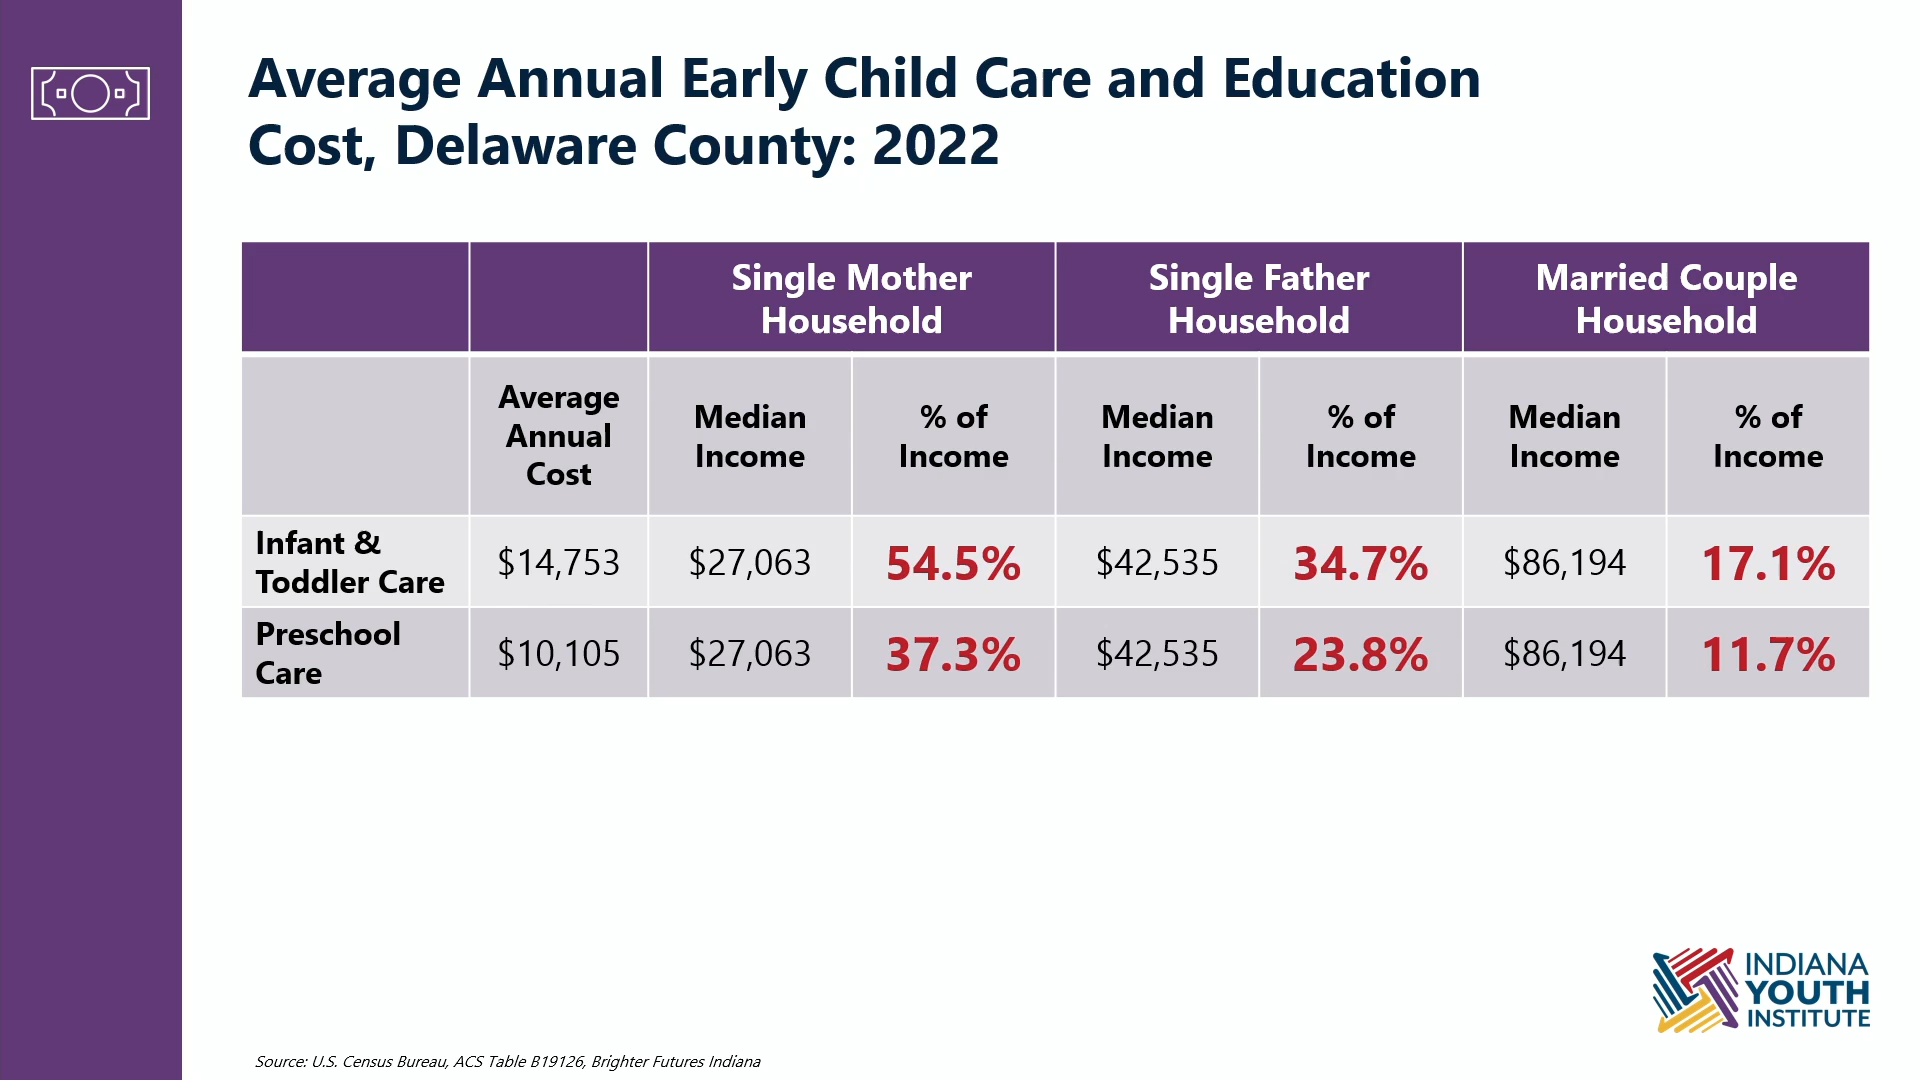 Average Annual Early Child Care and Education
Cost, Delaware County: 2022
Single Mother
Household
Single Father
Household
Married Couple
Household
Average
Annual
Cost
Median
Income
% of
Income
Median
Income
% of
Income
Median
Income
% of
Income
Infant &
Toddler Care
$14,753
$27,063
54.5%
$42,535
34.7%
$86,194
17.1%
Preschool
Care
$10,105
$27,063
37.3%
$42,535
23.8%
$86,194
11.7%
INDIANA
YOUTH
INSTITUTE
Source: U.S. Census Bureau, ACS Table B19126, Brighter Futures Indiana